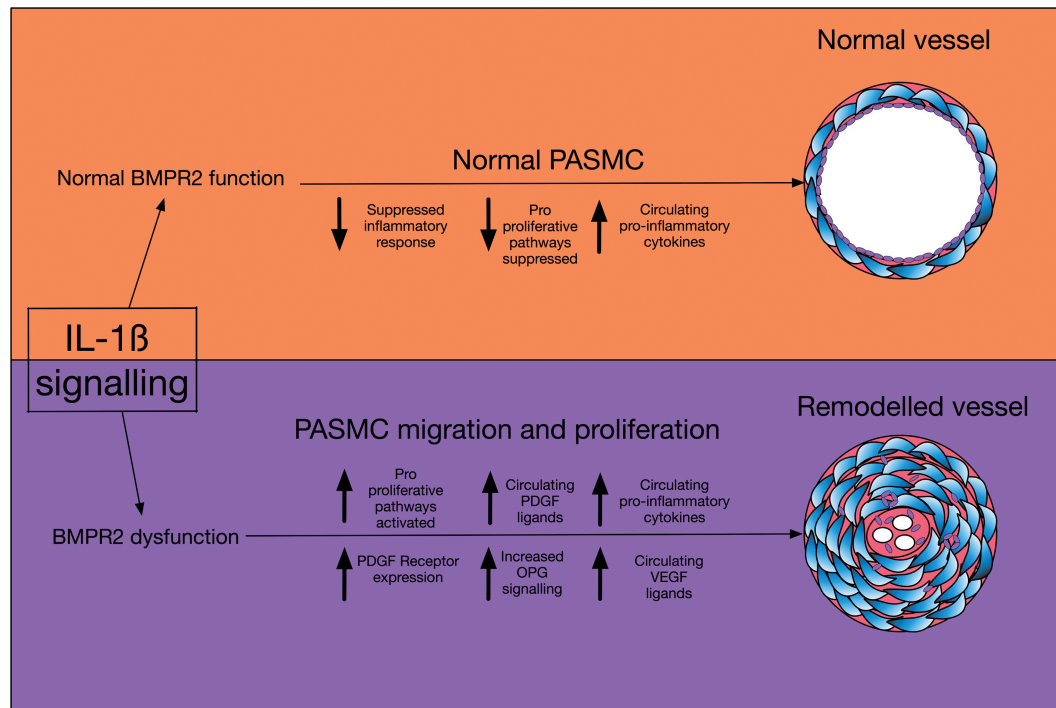 Normal vessel
Normal PASMC
Normal BMPR2 function
Suppressed
inflammatory
response
Pro
proliferative
pathways
suppressed
Circulating
pro-inflammatory
cytokines
IL-1ß
signalling
Remodelled vessel
PASMC migration and proliferation
Pro
proliferative
pathways
activated
Circulating
PDGF
ligands
Circulating
pro-inflammatory
cytokines
BMPR2 dysfunction
PDGF Receptor
expression
Increased
OPG
signalling
Circulating
VEGF
ligands